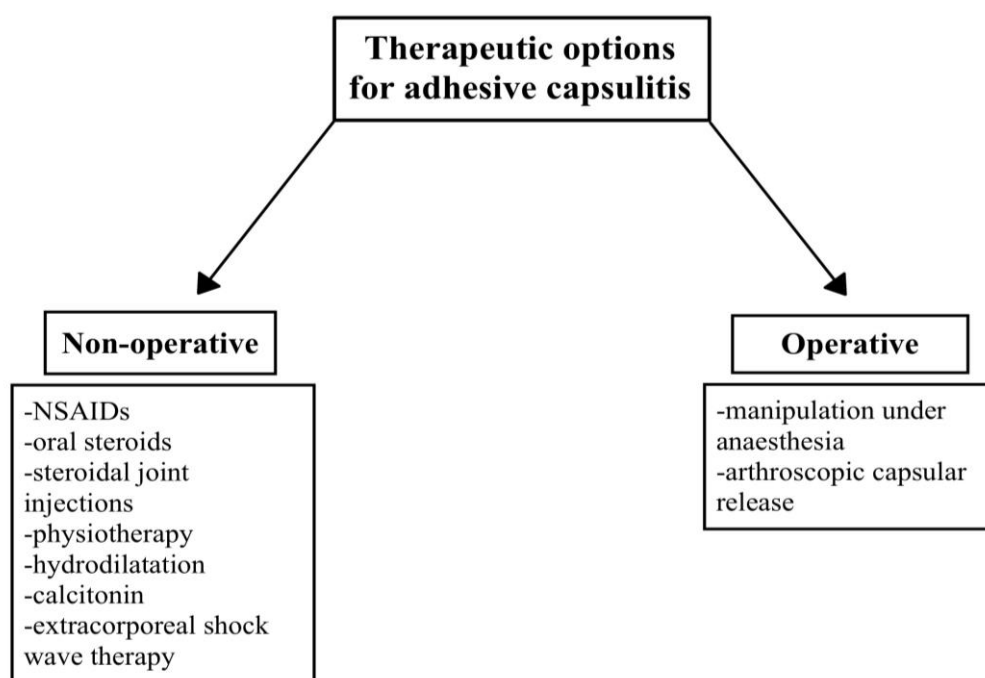 Therapeutic options
for adhesive capsulitis
Non-operative
-NSAIDs
-oral steroids
-steroidal joint
injections
-physiotherapy
-hydrodilatation
-calcitonin
-extracorporeal shock
wave therapy
Operative
-manipulation under
anaesthesia
-arthroscopic capsular
release